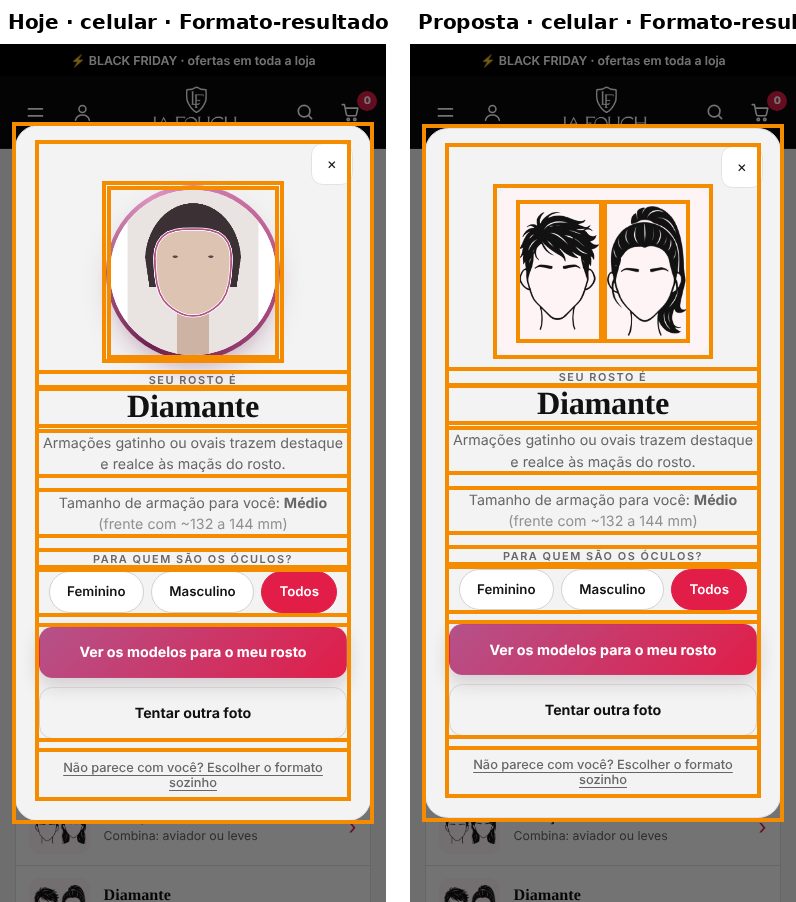 Hoje · celular · Formato-resultado
⚡ BLACK FRIDAY · ofertas em toda a loja
0
×
SEU ROSTO É
Diamante
Armações gatinho ou ovais trazem destaque
e realce às maçãs do rosto.
Tamanho de armação para você: Médio
(frente com ~132 a 144 mm)
PARA QUEM SÃO OS ÓCULOS?
Feminino Masculino Todos
Ver os modelos para o meu rosto
Tentar outra foto
Não parece com você? Escolher o formato
sozinho
Combina: aviador ou leves
Diamante
Proposta · celular · Formato-resul
⚡ BLACK FRIDAY · ofertas em toda a loja
0
×
SEU ROSTO É
Diamante
Armações gatinho ou ovais trazem destaque
e realce às maçãs do rosto.
Tamanho de armação para você: Médio
(frente com ~132 a 144 mm)
PARA QUEM SÃO OS ÓCULOS?
Feminino Masculino Todos
Ver os modelos para o meu rosto
Tentar outra foto
Não parece com você? Escolher o formato
sozinho
Combina: aviador ou leves
Diamante